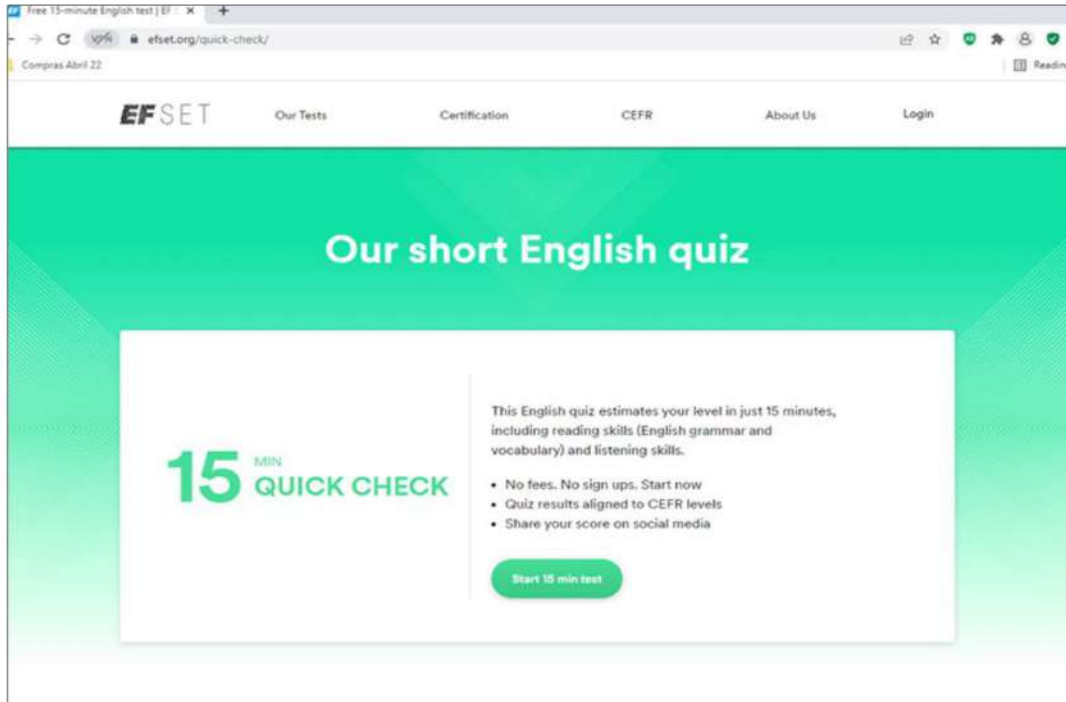 Free 15-minute English test | EF
efset.org/quick-check/
Compras Abril 22
Readin
EFSET
Our Tests
Certification
CEFR
About Us
Login
Our short English quiz
15 MIN
QUICK CHECK
This English quiz estimates your level in just 15 minutes,
including reading skills (English grammar and
vocabulary) and listening skills.
• No fees. No sign ups. Start now
• Quiz results aligned to CEFR levels
• Share your score on social media
Start 15 min test